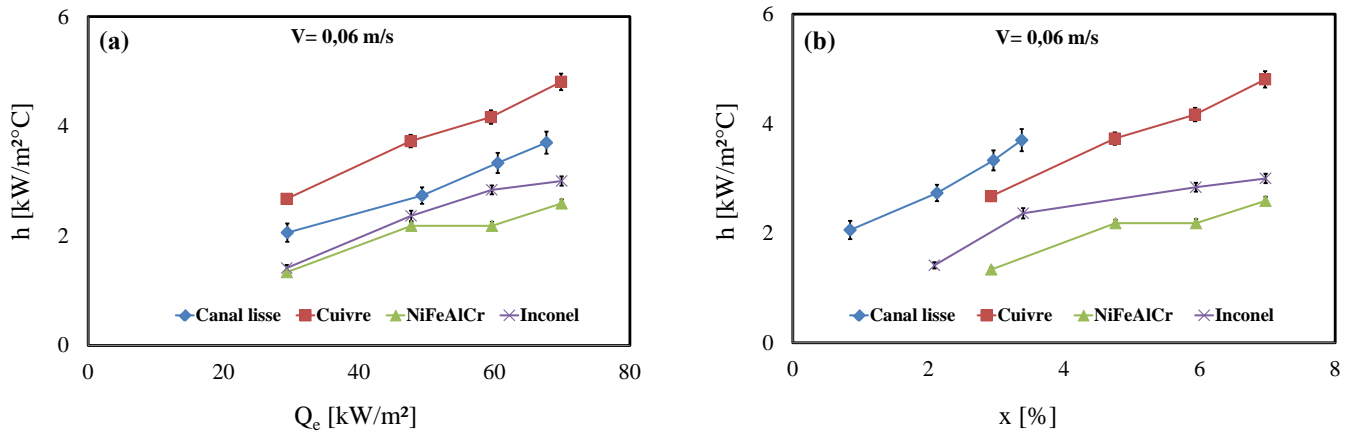 (a)
V= 0,06 m/s
h [kW/m²°C]
6
4
2
0
0 20 40 60 80
Qe [kW/m²]
Canal lisse Cuivre NiFeAlCr Inconel
(b)
V= 0,06 m/s
h [kW/m²°C]
6
4
2
0
0 2 4 6 8
x [%]
Canal lisse Cuivre NiFeAlCr Inconel